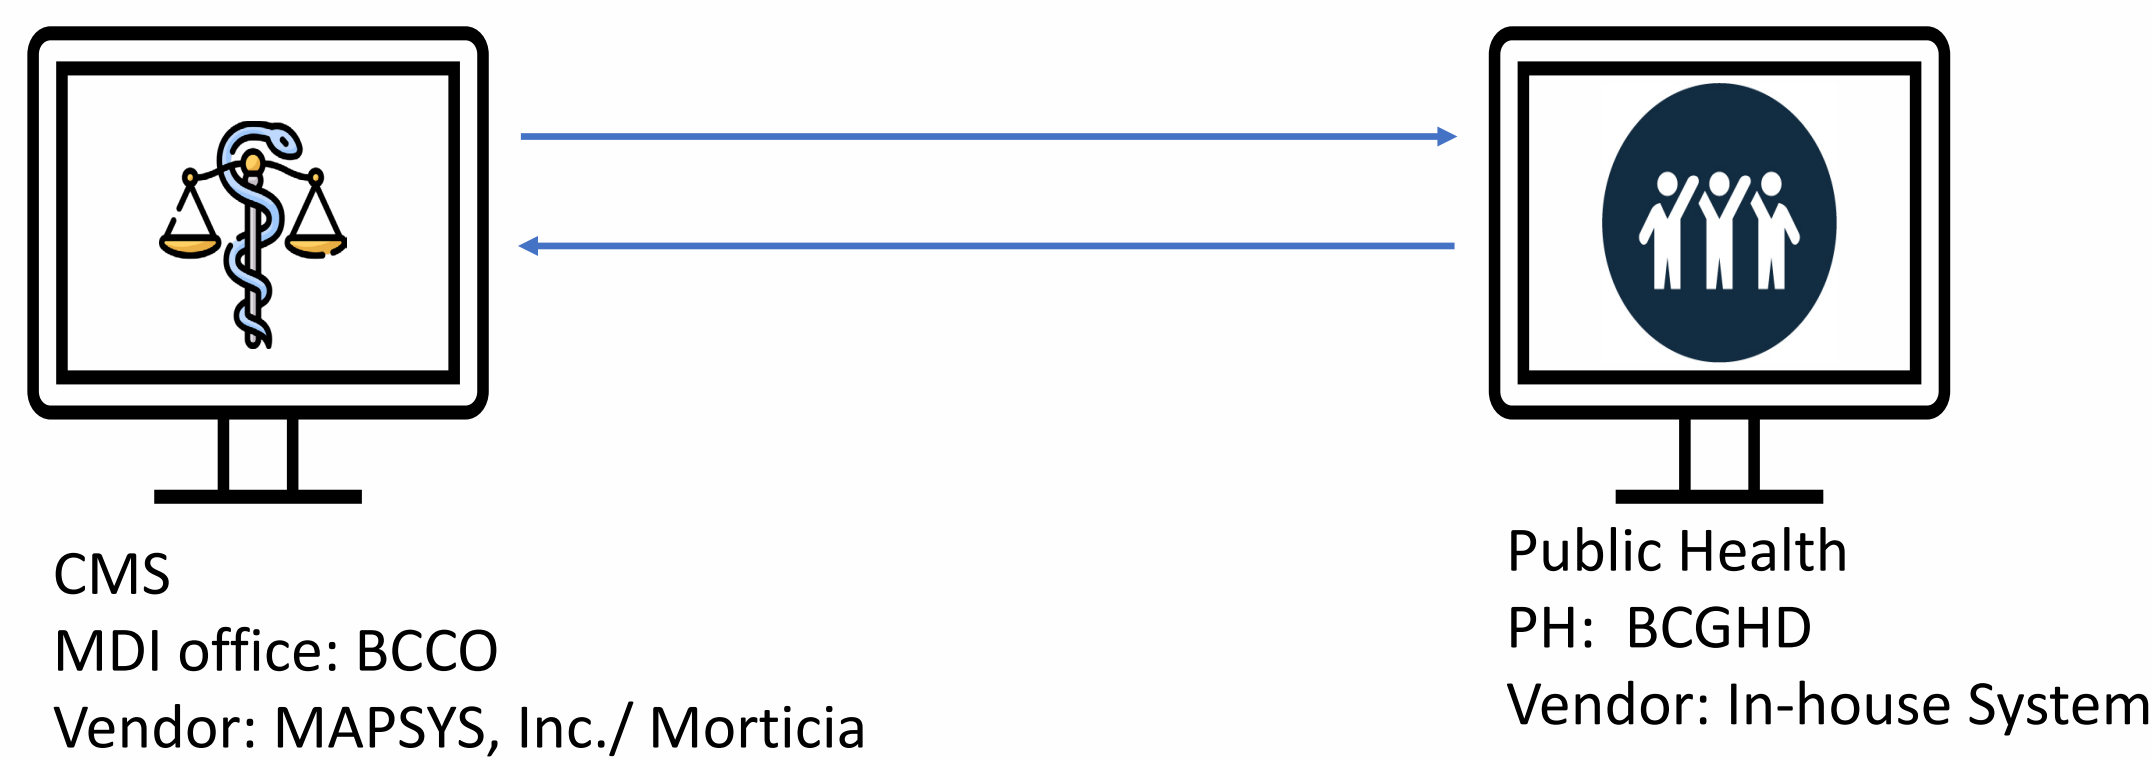 CMS
MDI office: BCCO
Vendor: MAPSYS, Inc./ Morticia
Public Health
PH:  BCGHD
Vendor: In-house System